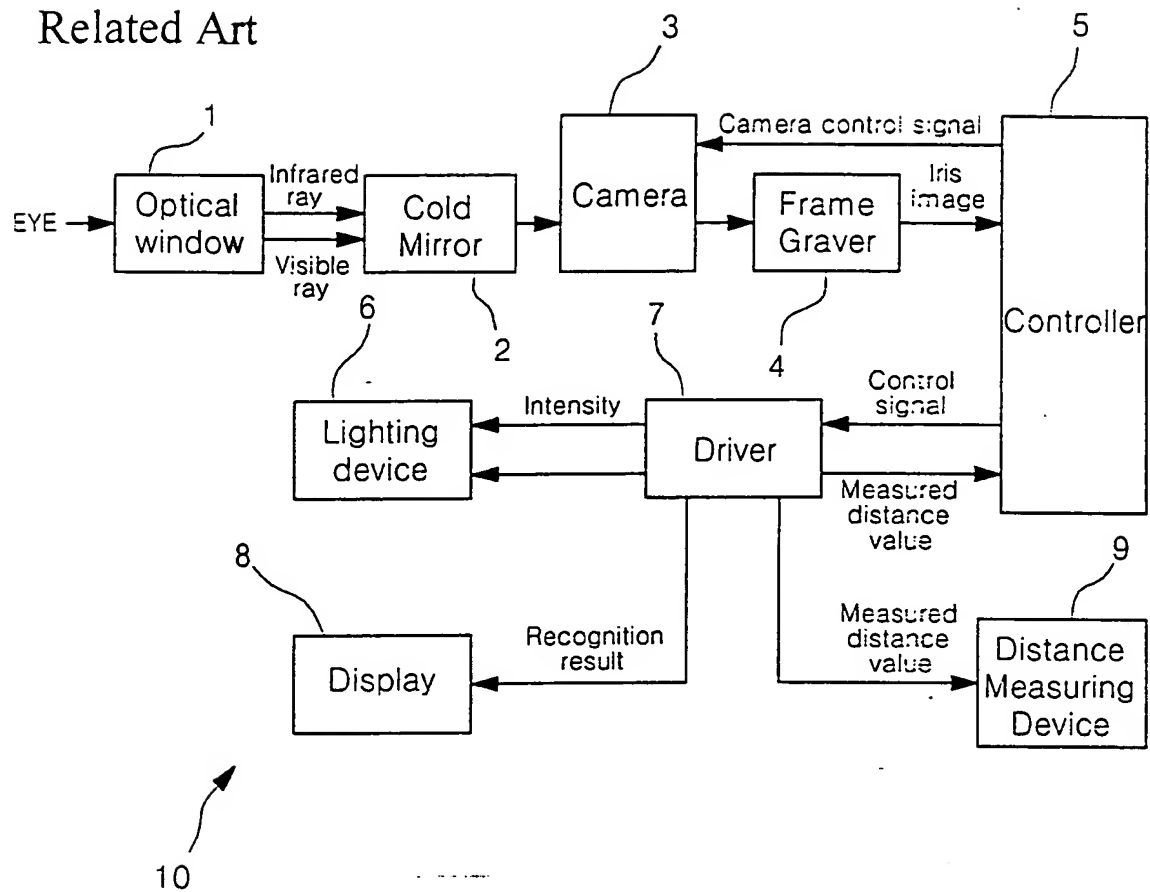 Related Art
3
5
1
Camera control signal
Infrared
ray
Iris
image
EYE
Optical
window
Cold
Mirror
Camera
Frame
Graver
Visible
ray
6
2
7
4
Controller
Control
signal
Intensity
Lighting
device
Driver
Measured
distance
value
8
9
Recognition
result
Measured
distance
value
Display
Distance
Measuring
Device
10